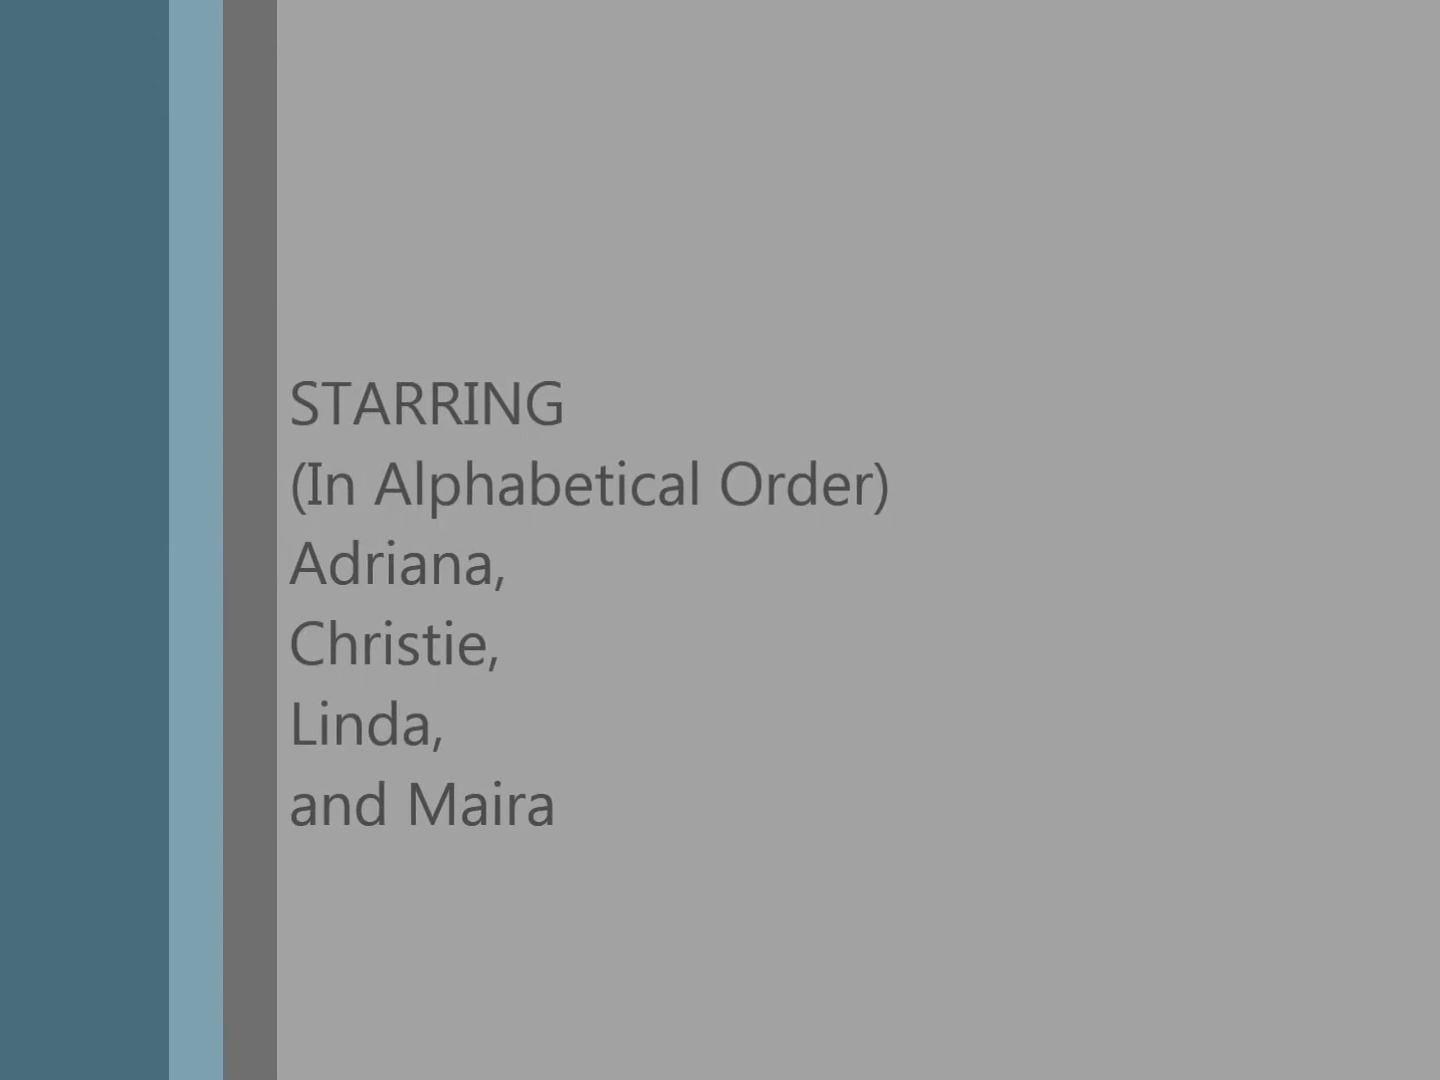 STARRING
(In Alphabetical Order)
Adriana,
Christie,
Linda,
and Maira